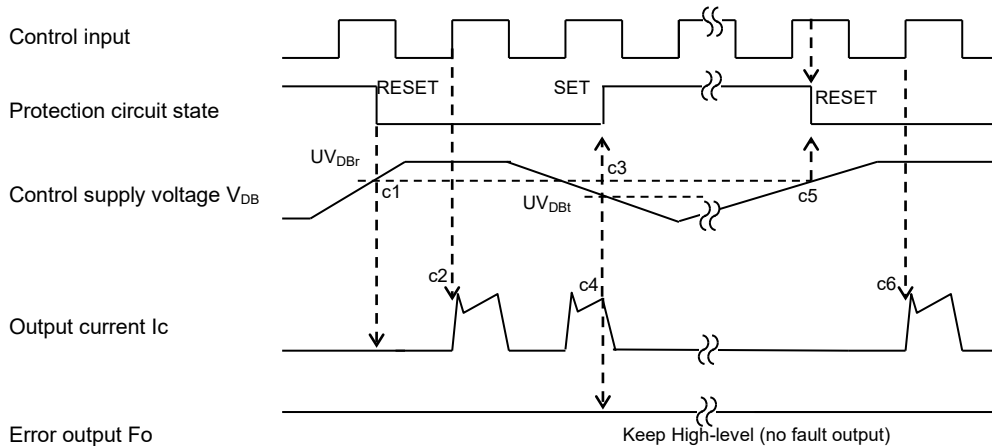 Control input
RESET
SET
Protection circuit state
RESET
UVDBr
c3
c1
Control supply voltage VDB
c5
UVDBt
c2
c4
c6
Output current Ic
Error output Fo
Keep High-level (no fault output)